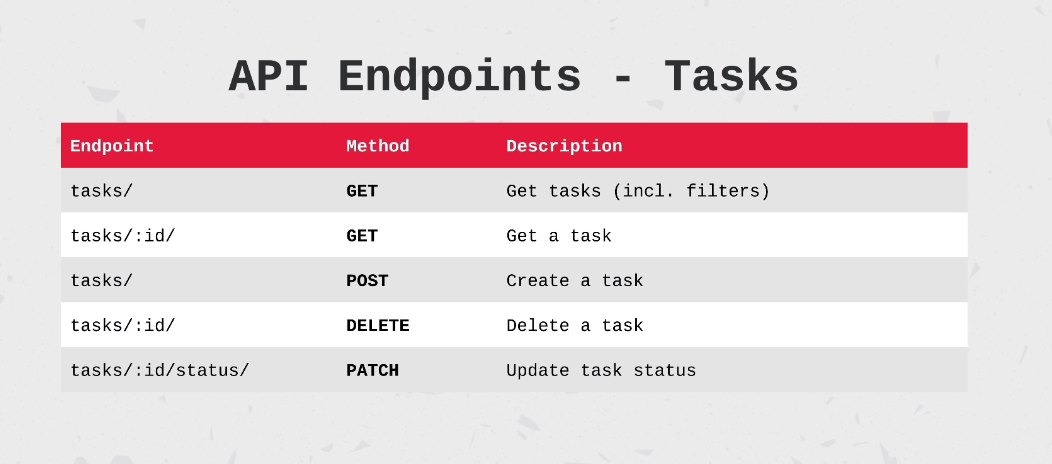 API Endpoints - Tasks
Endpoint Method Description
tasks/ GET Get tasks (incl. filters)
tasks/:id/ GET Get a task
tasks/ POST Create a task
tasks/:id/ DELETE Delete a task
tasks/:id/status/ PATCH Update task status